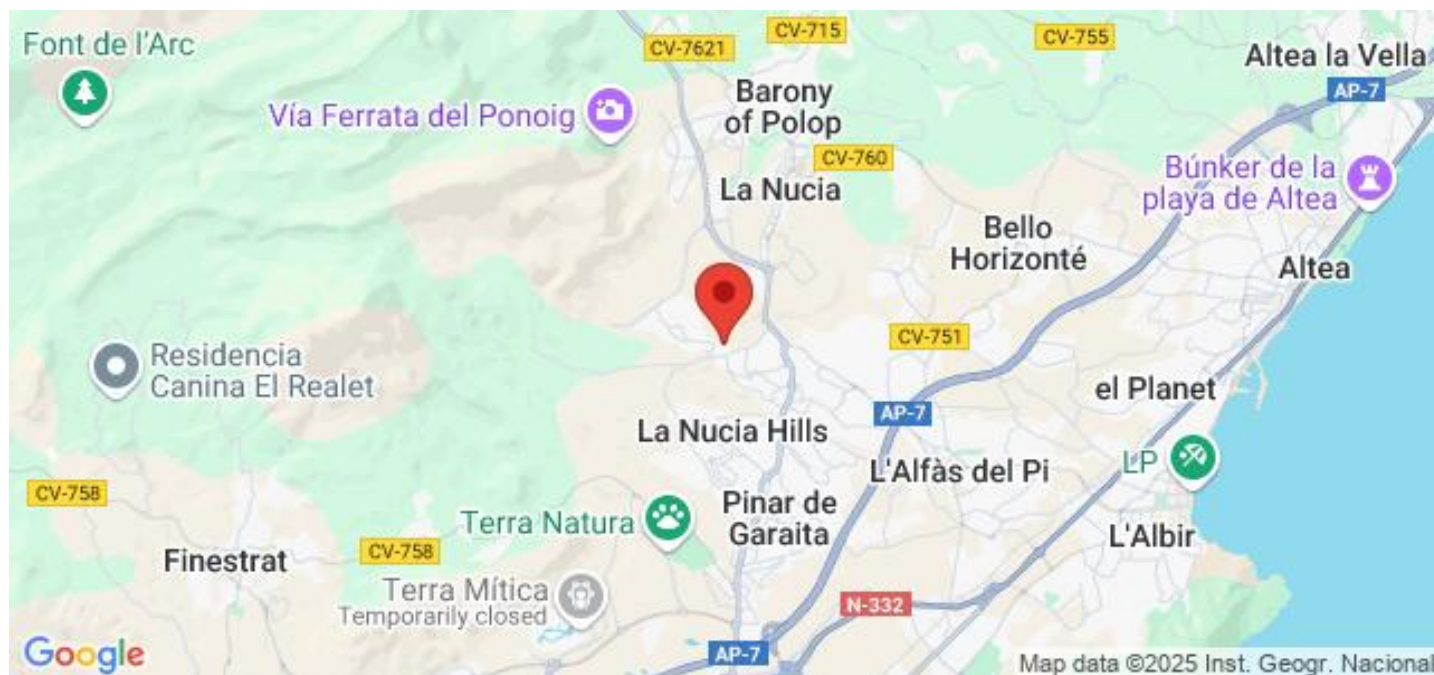 Font de l'Arc
CV-7621
CV-715
CV-755
Altea la Vella
AP-7
Vía Ferrata del Ponoig
Barony
of Polop
CV-760
La Nucia
Búnker de la
playa de Altea
Bello
Horizonté
Altea
CV-751
Residencia
Canina El Realet
el Planet
AP-7
La Nucia Hills
L'Alfàs del Pi
LP
CV-758
Terra Natura
Pinar de
Garaita
L'Albir
Finestrat
CV-758
Terra Mítica
Temporarily closed
N-332
AP-7
Google
Map data ©2025 Inst. Geogr. Nacional